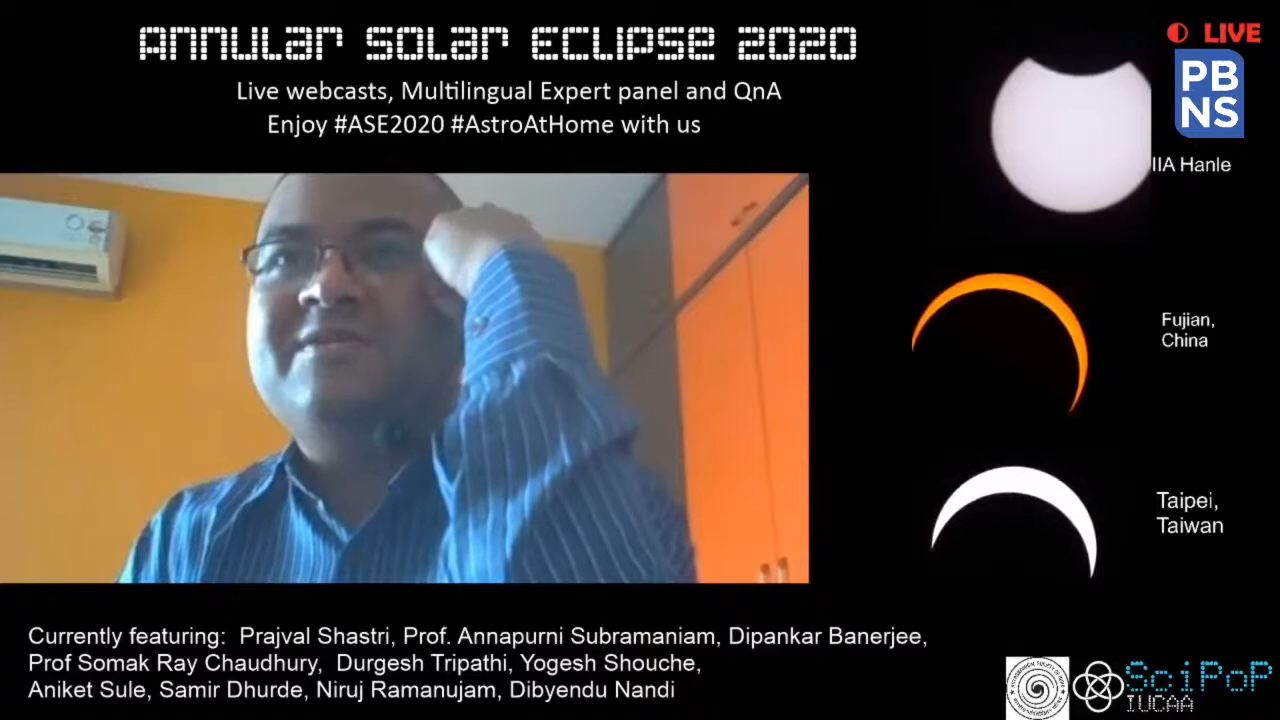 ANNULAR SOLAR ECLIPSE 2020
LIVE
PB
NS
Live webcasts, Multilingual Expert panel and QnA
Enjoy #ASE2020 #AstroAtHome with us
IIA Hanle
Fujian,
China
Taipei,
Taiwan
Currently featuring:  Prajval Shastri, Prof. Annapurni Subramaniam, Dipankar Banerjee,
Prof Somak Ray Chaudhury,  Durgesh Tripathi, Yogesh Shouche,
Aniket Sule, Samir Dhurde, Niruj Ramanujam, Dibyendu Nandi
SciPoP
IUCAA